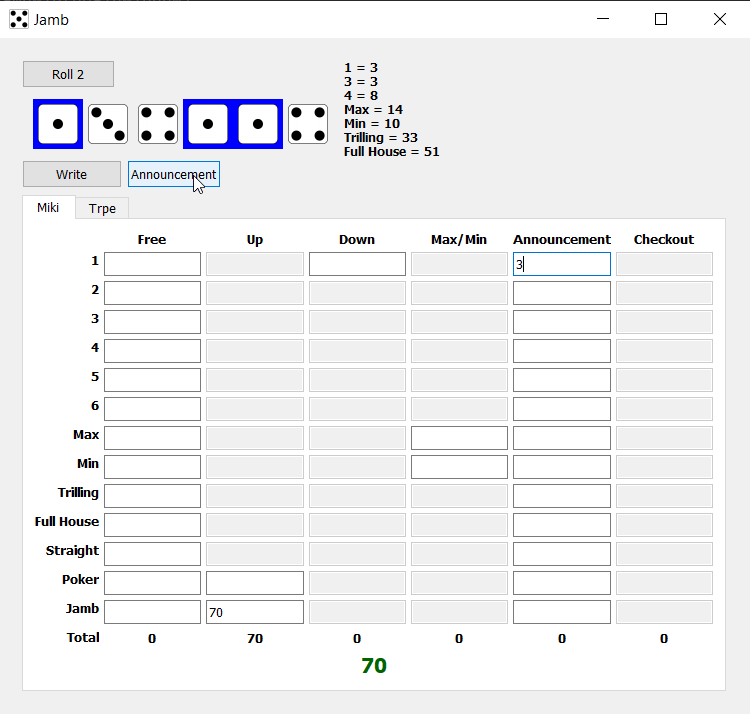 Jamb
Roll 2
1 = 3
3 = 3
4 = 8
Max = 14
Min = 10
Trilling = 33
Full House = 51
Write Announcement
Miki Trpe
Free Up Down Max/Min Announcement Checkout
1 3
2
3
4
5
6
Max
Min
Trilling
Full House
Straight
Poker
Jamb 70
Total 0 70 0 0 0 0
70